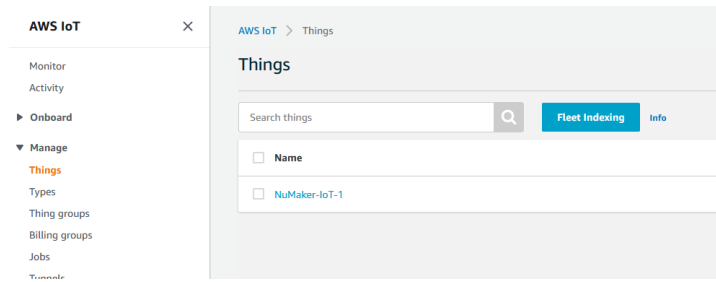 AWS IoT
Monitor
Activity
Onboard
Manage
Things
Types
Thing groups
Billing groups
Jobs
Tunnels
AWS IoT > Things
Things
Search things
Fleet Indexing Info
Name
NuMaker-IoT-1